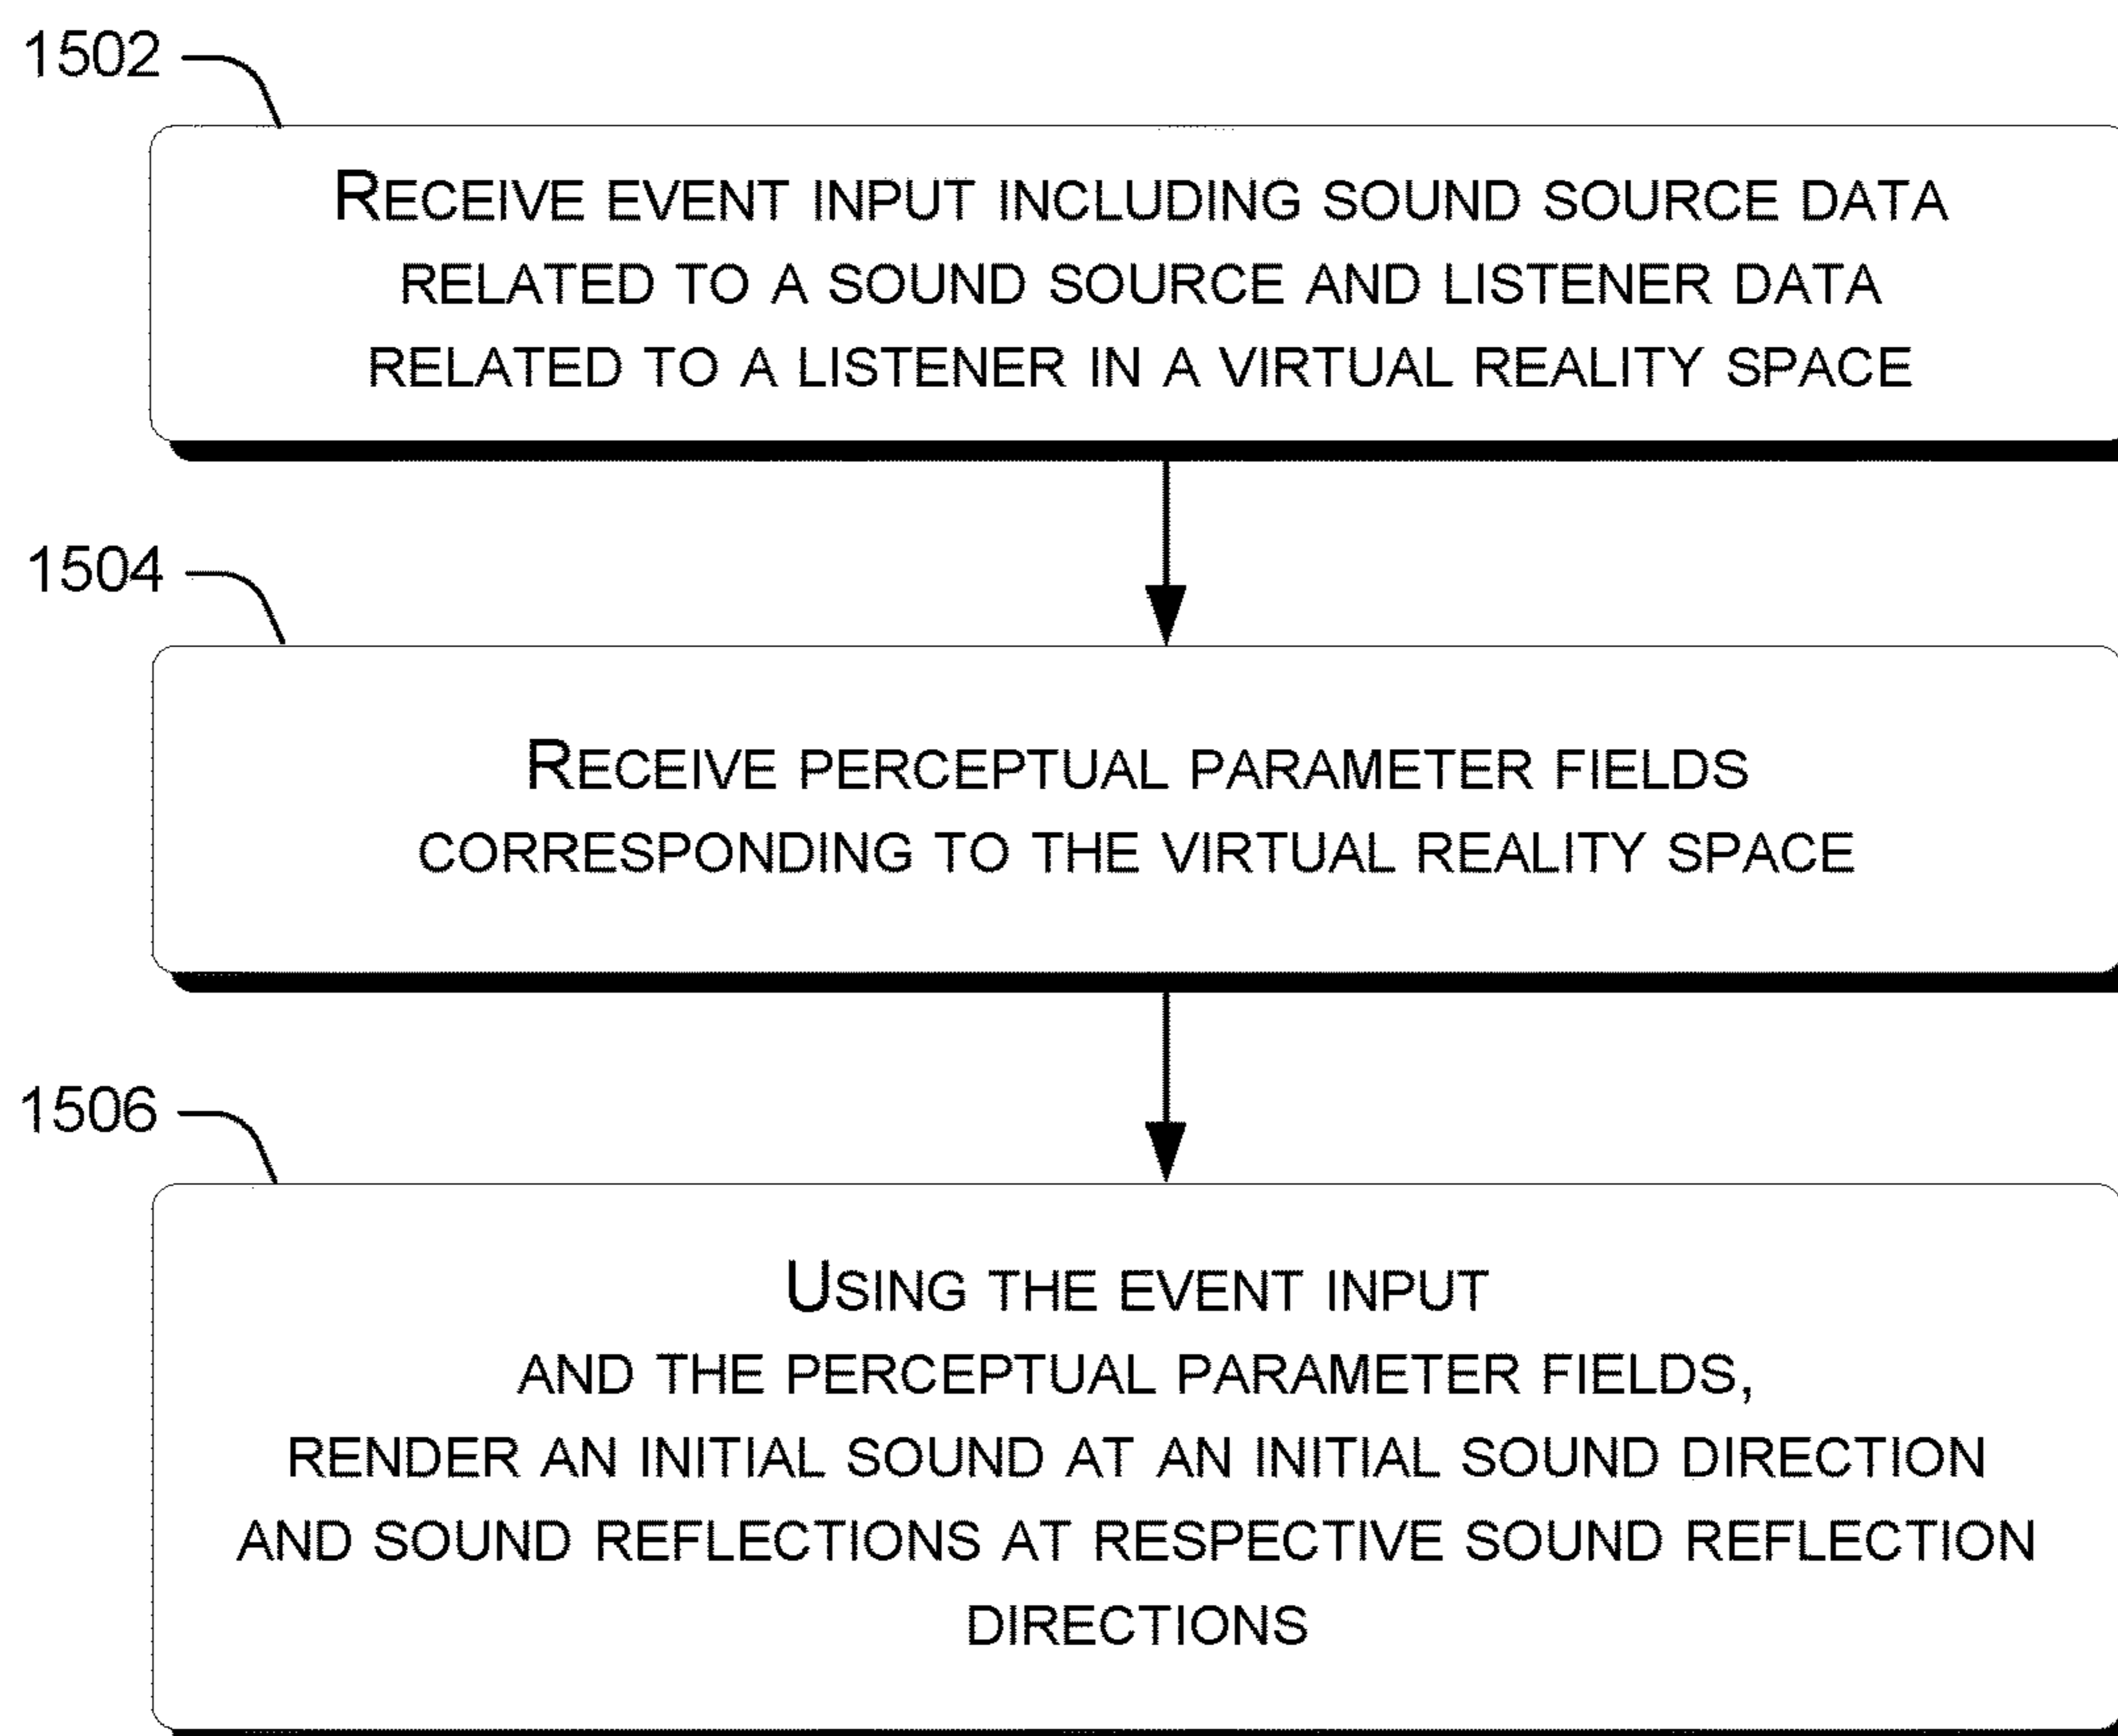 1502
RECEIVE EVENT INPUT INCLUDING SOUND SOURCE DATA
RELATED TO A SOUND SOURCE AND LISTENER DATA
RELATED TO A LISTENER IN A VIRTUAL REALITY SPACE
1504
RECEIVE PERCEPTUAL PARAMETER FIELDS
CORRESPONDING TO THE VIRTUAL REALITY SPACE
1506
USING THE EVENT INPUT
AND THE PERCEPTUAL PARAMETER FIELDS,
RENDER AN INITIAL SOUND AT AN INITIAL SOUND DIRECTION
AND SOUND REFLECTIONS AT RESPECTIVE SOUND REFLECTION
DIRECTIONS